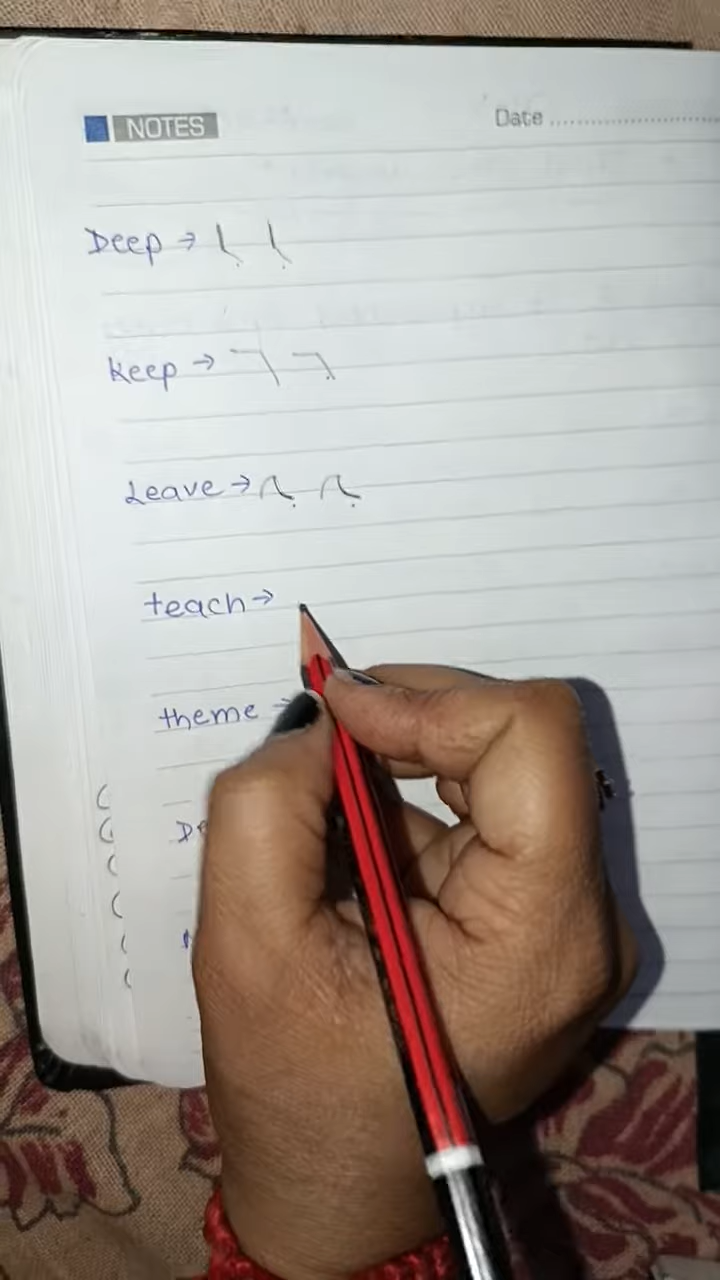 NOTES Date
Deep →
Keep →
Leave →
teach →
theme